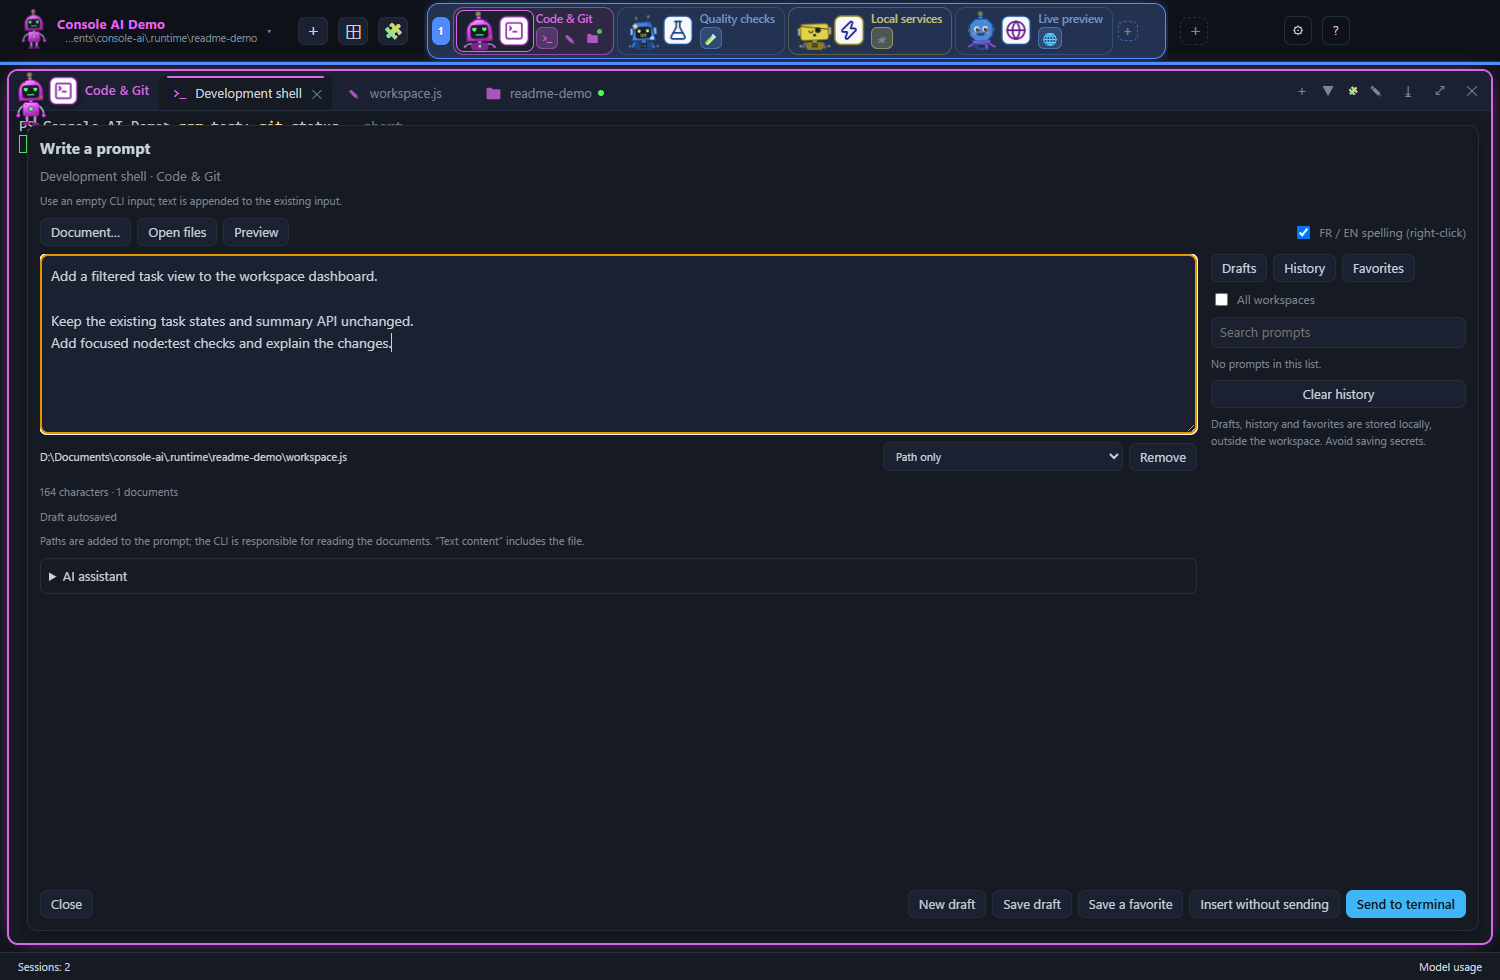 Console AI Demo
...ents\console-ai\.runtime\readme-demo
1
Code & Git
Quality checks
Local services
Live preview
?
Code & Git
Development shell
workspace.js
readme-demo
Write a prompt
Development shell · Code & Git
Use an empty CLI input; text is appended to the existing input.
Document...
Open files
Preview
FR / EN spelling (right-click)
Add a filtered task view to the workspace dashboard.
Keep the existing task states and summary API unchanged.
Add focused node:test checks and explain the changes.
Drafts
History
Favorites
All workspaces
Search prompts
No prompts in this list.
Clear history
Drafts, history and favorites are stored locally,
outside the workspace. Avoid saving secrets.
D:\Documents\console-ai\.runtime\readme-demo\workspace.js
Path only
Remove
164 characters · 1 documents
Draft autosaved
Paths are added to the prompt; the CLI is responsible for reading the documents. "Text content" includes the file.
AI assistant
Close
New draft
Save draft
Save a favorite
Insert without sending
Send to terminal
Sessions: 2
Model usage